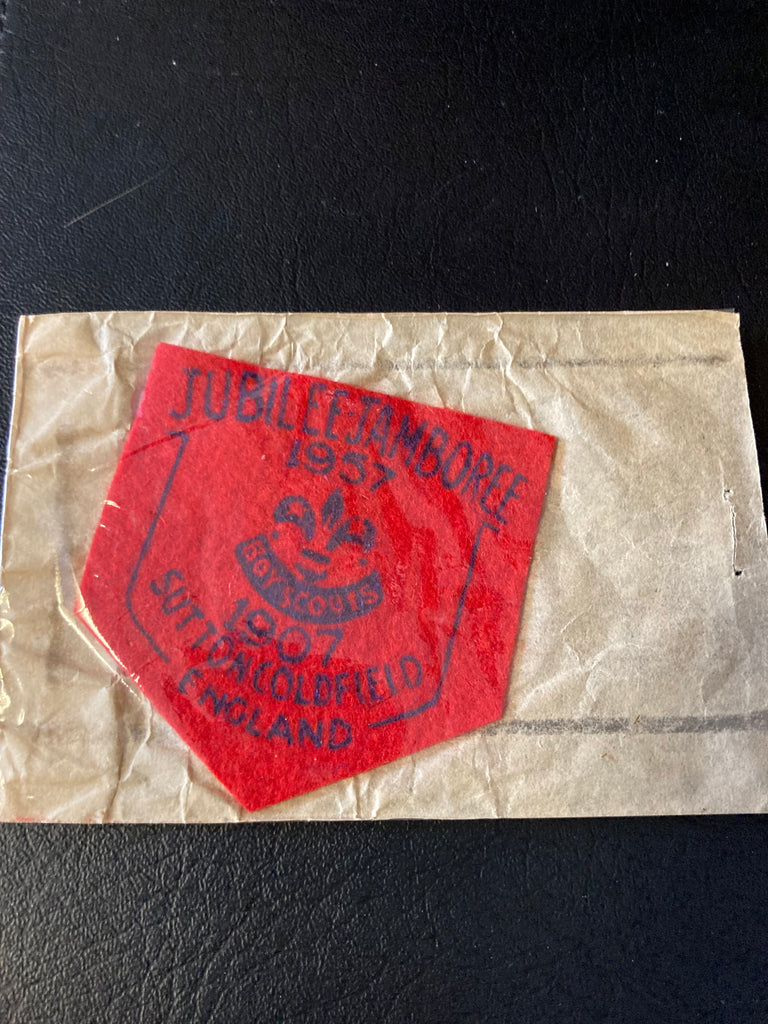 JUBILEE-JAMBOREE
1957
BOY SCOUTS
1907
SUTTON COLDFIELD
ENGLAND